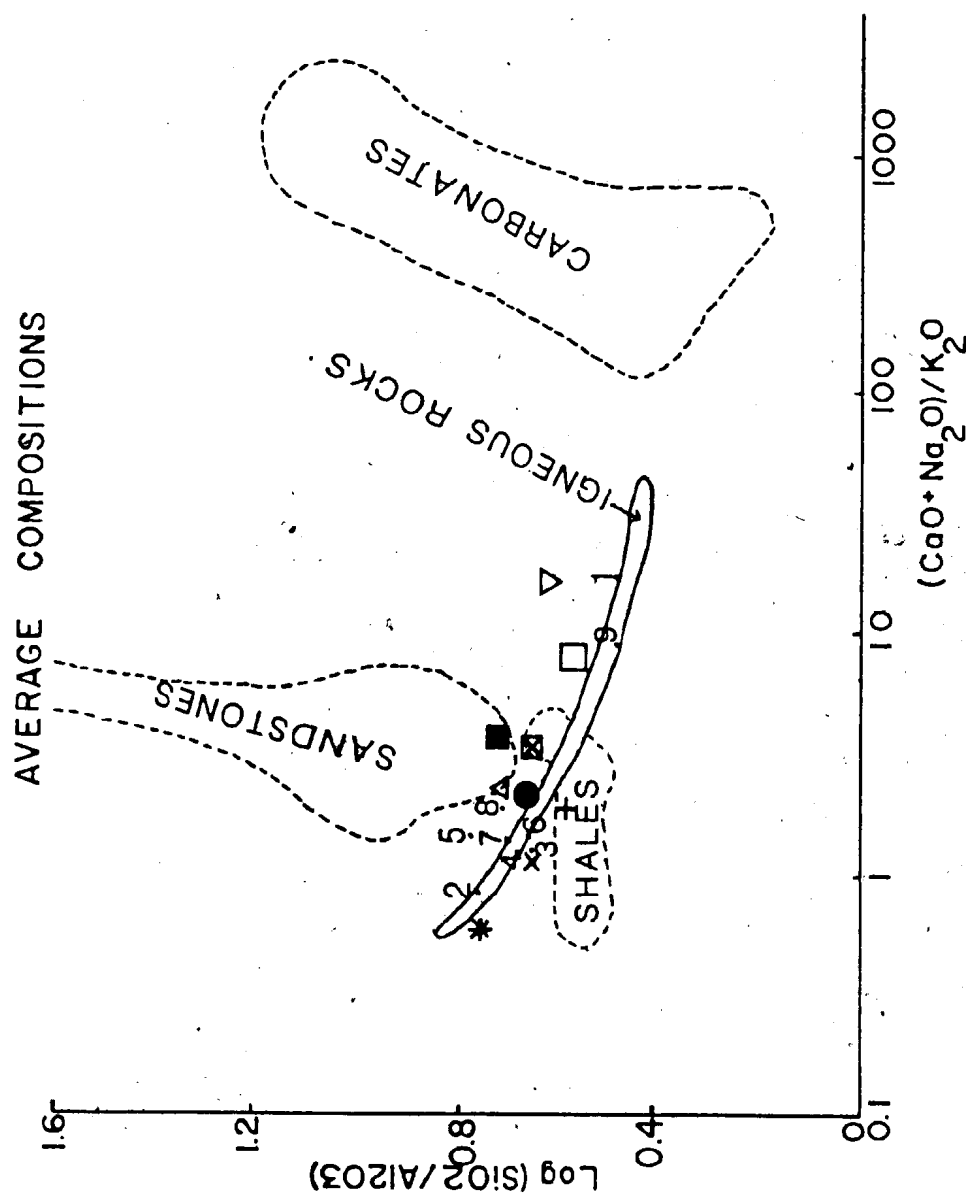 AVERAGE COMPOSITIONS
1.6
1.2
0.8
0.4
0.
Log (SiO2/Al2O3)
SANDSTONES
CARBONATES
IGNEOUS ROCKS
SHALES
2
5
7
8
4
6
3
9
1
0.1
1
10
100
1000
(CaO+Na2O)/K2O